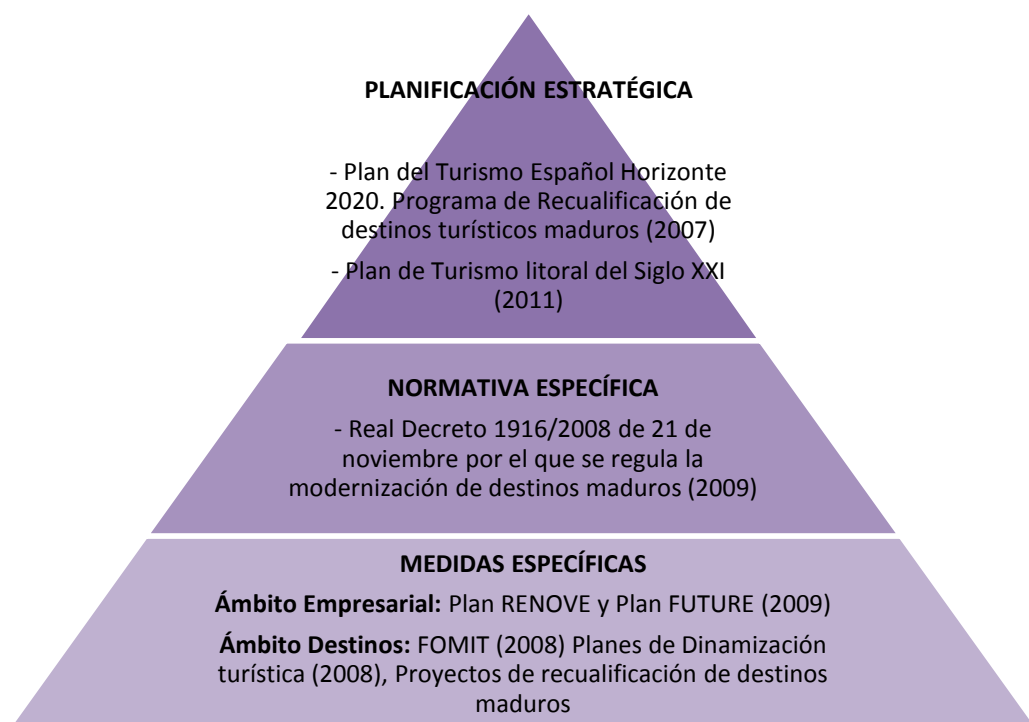 PLANIFICACIÓN ESTRATÉGICA
- Plan del Turismo Español Horizonte
2020. Programa de Recualificación de
destinos turísticos maduros (2007)
- Plan de Turismo litoral del Siglo XXI
(2011)
NORMATIVA ESPECÍFICA
- Real Decreto 1916/2008 de 21 de
noviembre por el que se regula la
modernización de destinos maduros (2009)
MEDIDAS ESPECÍFICAS
Ámbito Empresarial: Plan RENOVE y Plan FUTURE (2009)
Ámbito Destinos: FOMIT (2008) Planes de Dinamización
turística (2008), Proyectos de recualificación de destinos
maduros